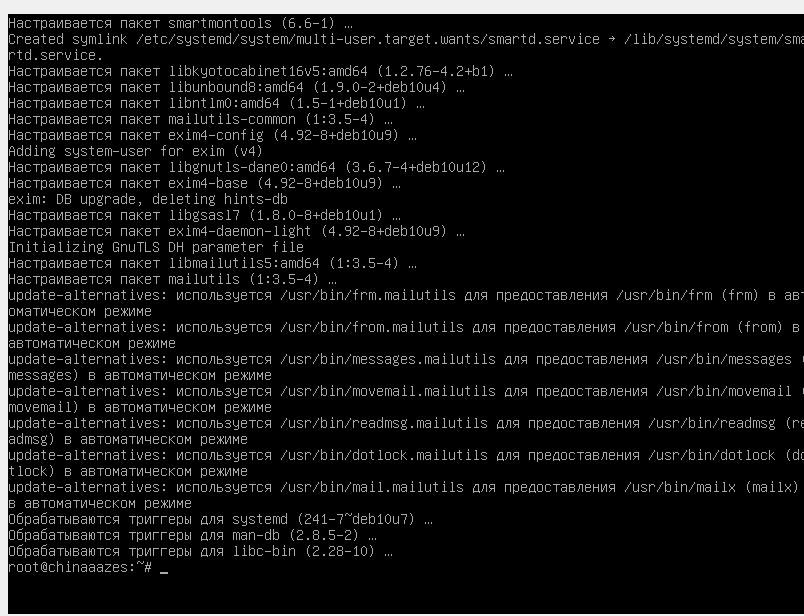 Настраивается пакет smartmontools (6.6-1) …
Created symlink /etc/systemd/system/multi-user.target.wants/smartd.service → /lib/systemd/system/sma
rtd.service.
Настраивается пакет libkyotocabinet16v5:amd64 (1.2.76-4.2+b1) …
Настраивается пакет libunbound8:amd64 (1.9.0-2+deb10u4) …
Настраивается пакет libntlm0:amd64 (1.5-1+deb10u1) …
Настраивается пакет mailutils-common (1:3.5-4) …
Настраивается пакет exim4-config (4.92-8+deb10u9) …
Adding system-user for exim (v4)
Настраивается пакет libgnutls-dane0:amd64 (3.6.7-4+deb10u12) …
Настраивается пакет exim4-base (4.92-8+deb10u9) …
exim: DB upgrade, deleting hints-db
Настраивается пакет libgsasl7 (1.8.0-8+deb10u1) …
Настраивается пакет exim4-daemon-light (4.92-8+deb10u9) …
Initializing GnuTLS DH parameter file
Настраивается пакет libmailutils5:amd64 (1:3.5-4) …
Настраивается пакет mailutils (1:3.5-4) …
update-alternatives: используется /usr/bin/frm.mailutils для предоставления /usr/bin/frm (frm) в авт
оматическом режиме
update-alternatives: используется /usr/bin/from.mailutils для предоставления /usr/bin/from (from) в
автоматическом режиме
update-alternatives: используется /usr/bin/messages.mailutils для предоставления /usr/bin/messages (
messages) в автоматическом режиме
update-alternatives: используется /usr/bin/movemail.mailutils для предоставления /usr/bin/movemail (
movemail) в автоматическом режиме
update-alternatives: используется /usr/bin/readmsg.mailutils для предоставления /usr/bin/readmsg (re
admsg) в автоматическом режиме
update-alternatives: используется /usr/bin/dotlock.mailutils для предоставления /usr/bin/dotlock (do
tlock) в автоматическом режиме
update-alternatives: используется /usr/bin/mail.mailutils для предоставления /usr/bin/mailx (mailx)
в автоматическом режиме
Обрабатываются триггеры для systemd (241-7~deb10u7) …
Обрабатываются триггеры для man-db (2.8.5-2) …
Обрабатываются триггеры для libc-bin (2.28-10) …
root@chinaaazes:~# _